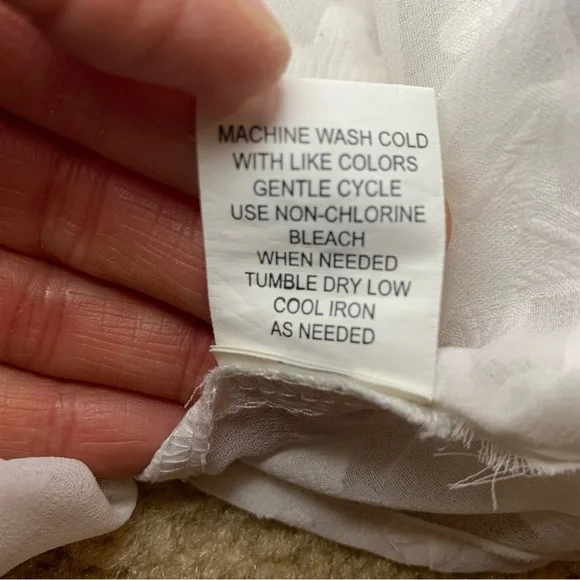 MACHINE WASH COLD
WITH LIKE COLORS
GENTLE CYCLE
USE NON-CHLORINE
BLEACH
WHEN NEEDED
TUMBLE DRY LOW
COOL IRON
AS NEEDED